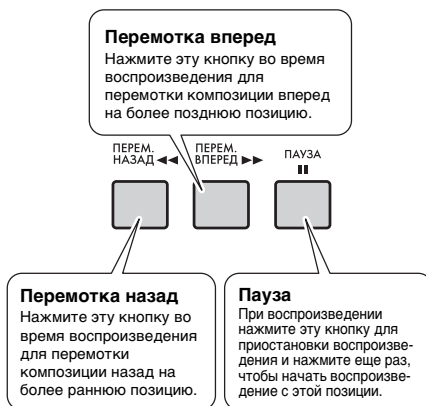 Перемотка вперед
Нажмите эту кнопку во время
воспроизведения для
перемотки композиции вперед
на более позднюю позицию.
ПЕРЕМ.
НАЗАД ◄◄
ПЕРЕМ.
ВПЕРЕД ►►
ПАУЗА
Перемотка назад
Нажмите эту кнопку во
время воспроизведения
для перемотки
композиции назад на
более раннюю позицию.
Пауза
При воспроизведении
нажмите эту кнопку для
приостановки воспроизве-
дения и нажмите еще раз,
чтобы начать воспроизве-
дение с этой позиции.